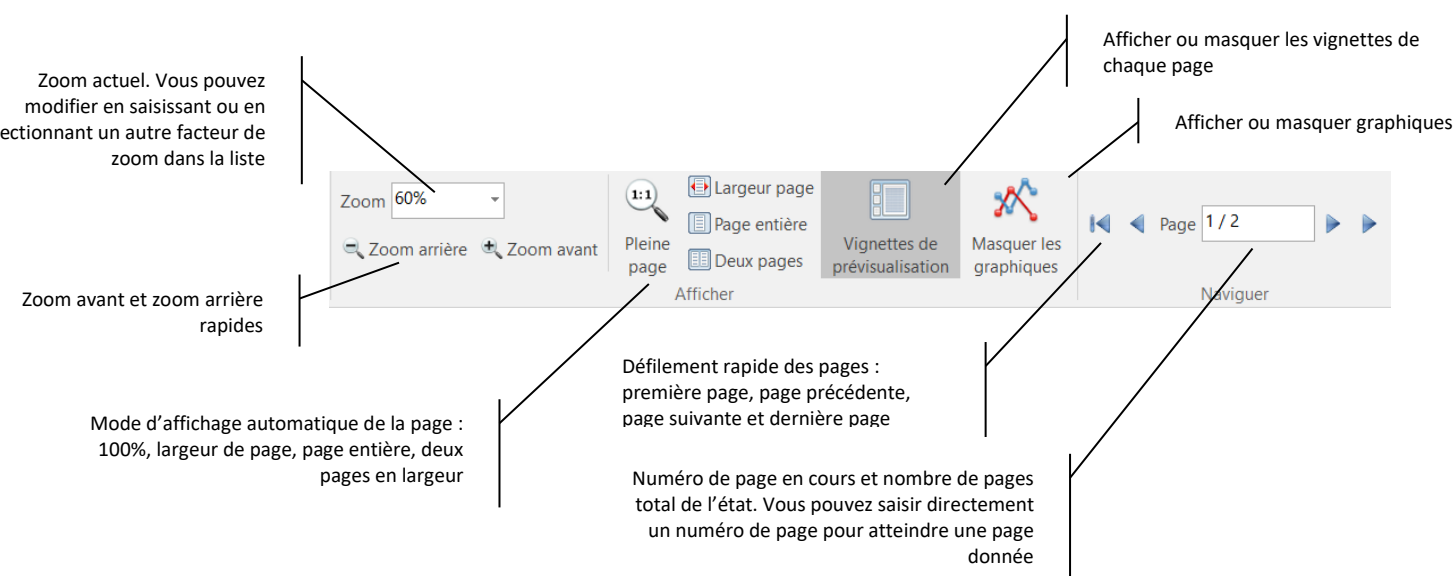 Afficher ou masquer les vignettes de
chaque page
Zoom actuel. Vous pouvez
modifier en saisissant ou en
ectionnant un autre facteur de
zoom dans la liste
Afficher ou masquer graphiques
Zoom 60%
Zoom arrière Zoom avant
1:1
Pleine
page
Largeur page
Page entière
Deux pages
Vignettes de
prévisualisation
Masquer les
graphiques
Page 1 / 2
Afficher
Naviguer
Zoom avant et zoom arrière
rapides
Défilement rapide des pages :
première page, page précédente,
page suivante et dernière page
Mode d’affichage automatique de la page :
100%, largeur de page, page entière, deux
pages en largeur
Numéro de page en cours et nombre de pages
total de l’état. Vous pouvez saisir directement
un numéro de page pour atteindre une page
donnée